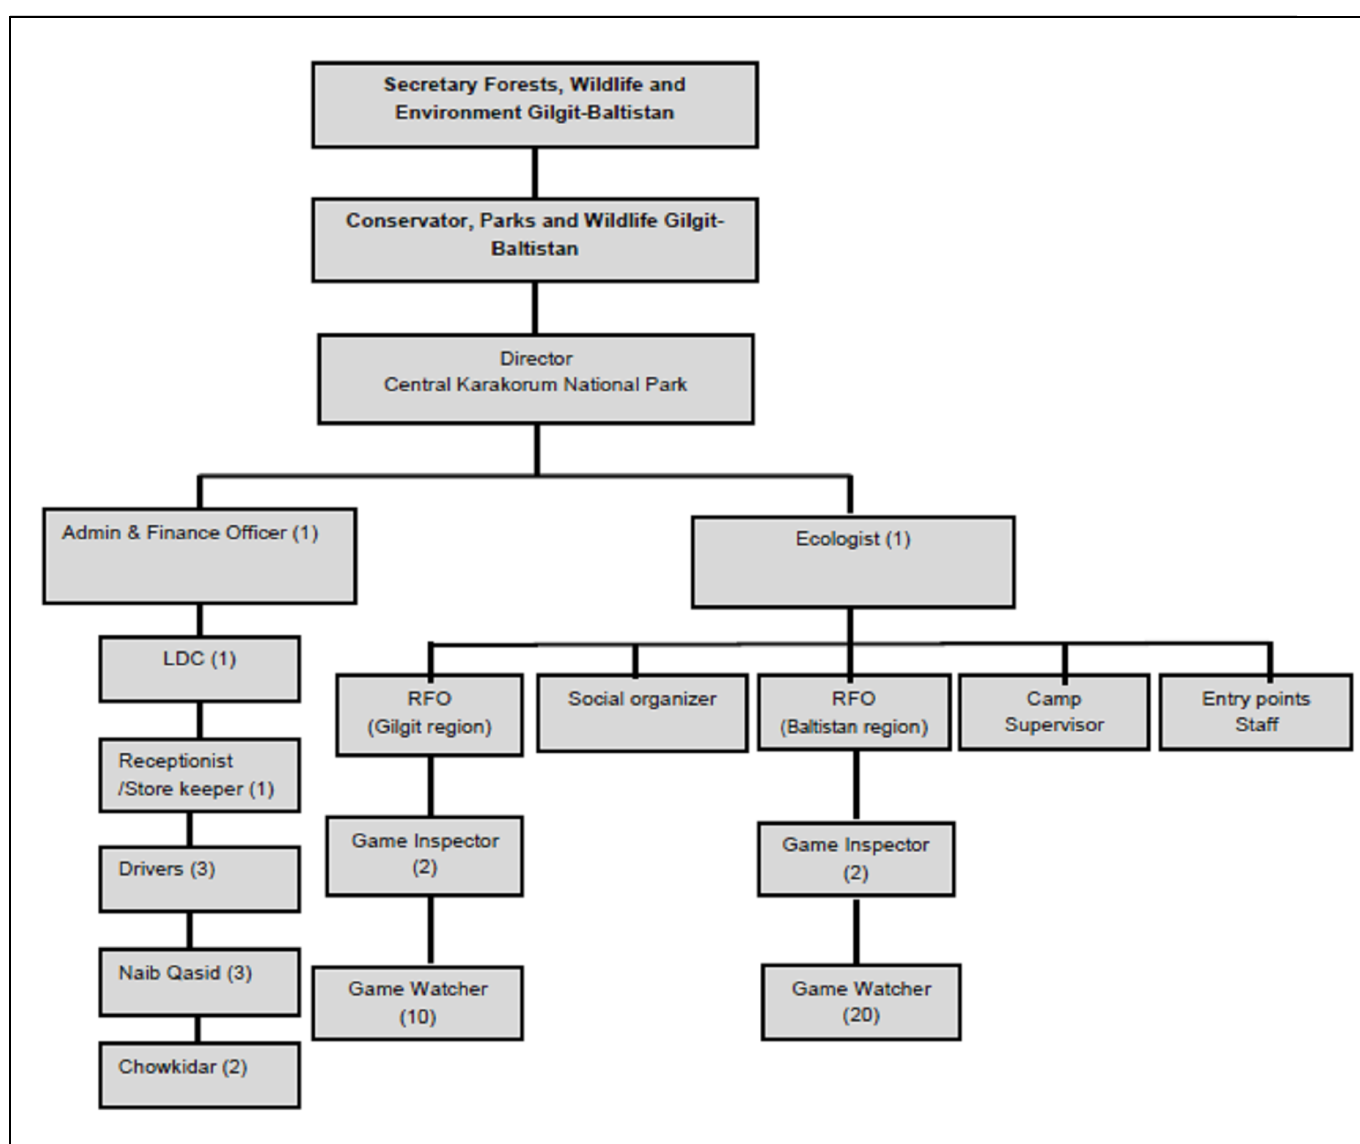 Secretary Forests, Wildlife and
Environment Gilgit-Baltistan
Conservator, Parks and Wildlife Gilgit-
Baltistan
Director
Central Karakorum National Park
Admin & Finance Officer (1)
Ecologist (1)
LDC (1)
Receptionist
/Store keeper (1)
Drivers (3)
Naib Qasid (3)
Chowkidar (2)
RFO
(Gilgit region)
Game Inspector
(2)
Game Watcher
(10)
Social organizer
RFO
(Baltistan region)
Game Inspector
(2)
Game Watcher
(20)
Camp
Supervisor
Entry points
Staff